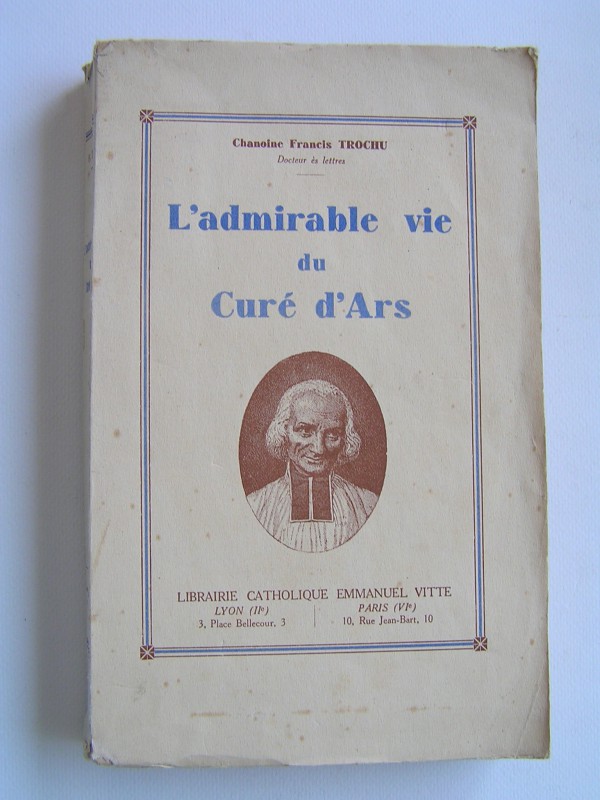 Chanoine Francis TROCHU
Docteur ès lettres
L'admirable vie
du
Curé d'Ars
LIBRAIRIE CATHOLIQUE EMMANUEL VITTE
LYON (IIe) PARIS (VIe)
3, Place Bellecour, 3 10, Rue Jean-Bart, 10